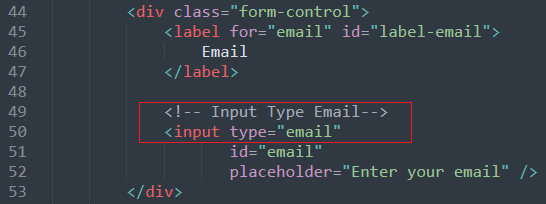 44 <div class="form-control">
45 <label for="email" id="label-email">
46 Email
47 </label>
48
49 <!-- Input Type Email-->
50 <input type="email"
51 id="email"
52 placeholder="Enter your email" />
53 </div>